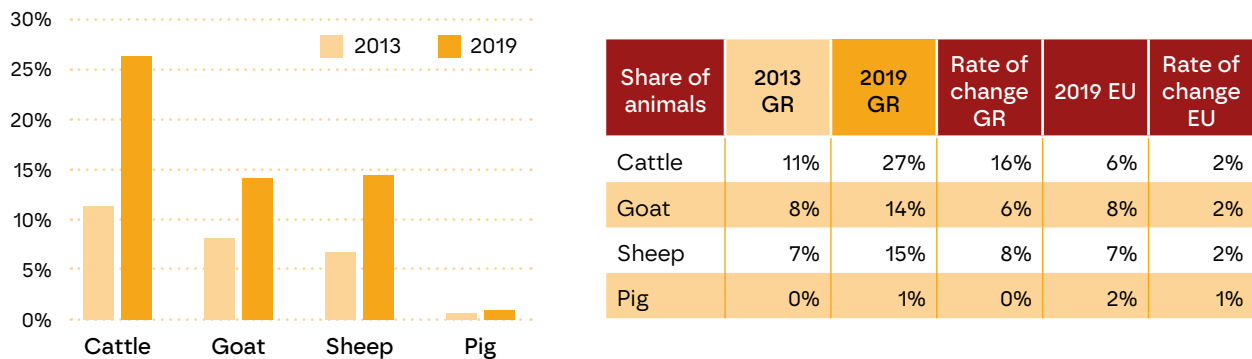 30%
25%
20%
15%
10%
5%
0%
2013 2019
Cattle Goat Sheep Pig
Share of animals 2013 GR 2019 GR Rate of change GR 2019 EU Rate of change EU
Cattle 11% 27% 16% 6% 2%
Goat 8% 14% 6% 8% 2%
Sheep 7% 15% 8% 7% 2%
Pig 0% 1% 0% 2% 1%